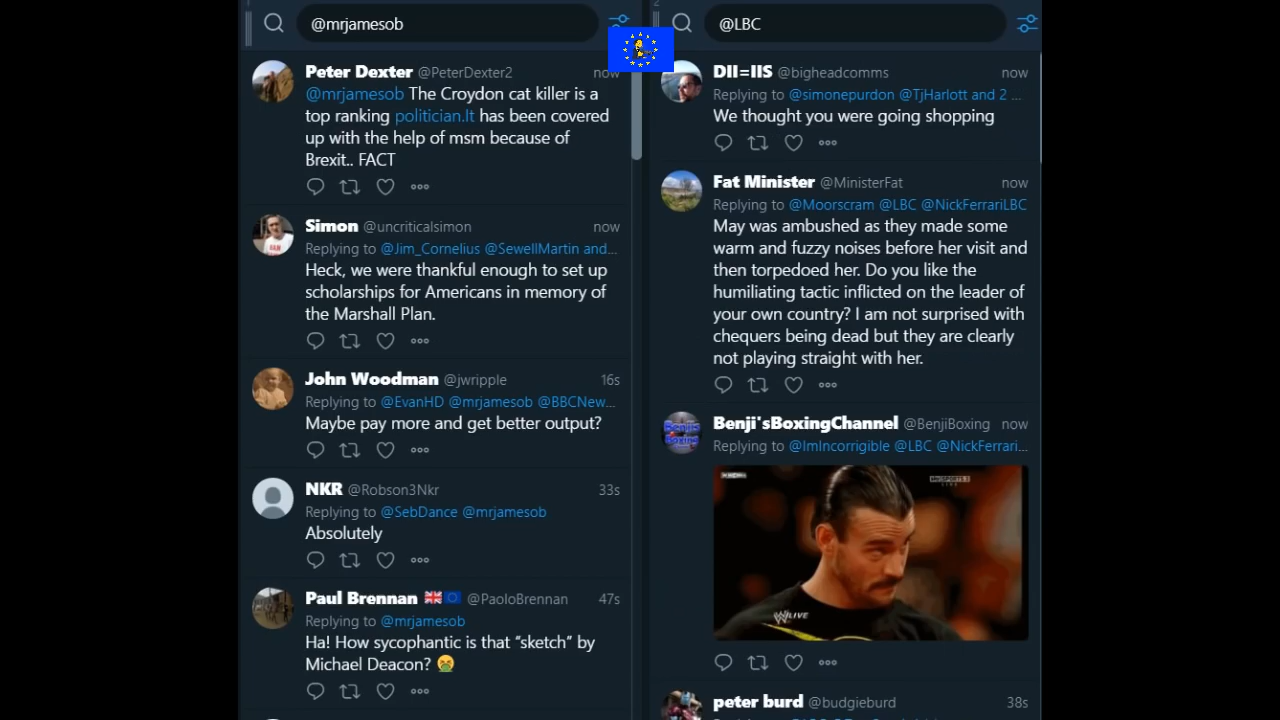 1
@mrjamesob
Peter Dexter @PeterDexter2 now
@mrjamesob The Croydon cat killer is a
top ranking politician.It has been covered
up with the help of msm because of
Brexit.. FACT
Simon @uncriticalsimon now
Replying to @Jim_Cornelius @SewellMartin and...
Heck, we were thankful enough to set up
scholarships for Americans in memory of
the Marshall Plan.
John Woodman @jwripple 16s
Replying to @EvanHD @mrjamesob @BBCNew...
Maybe pay more and get better output?
NKR @Robson3Nkr 33s
Replying to @SebDance @mrjamesob
Absolutely
Paul Brennan 🇬🇧🇪🇺 @PaoloBrennan 47s
Replying to @mrjamesob
Ha! How sycophantic is that “sketch” by
Michael Deacon? 🤮
2
@LBC
DII=IIS @bigheadcomms now
Replying to @simonepurdon @TjHarlott and 2 ...
We thought you were going shopping
Fat Minister @MinisterFat now
Replying to @Moorscram @LBC @NickFerrariLBC
May was ambushed as they made some
warm and fuzzy noises before her visit and
then torpedoed her. Do you like the
humiliating tactic inflicted on the leader of
your own country? I am not surprised with
chequers being dead but they are clearly
not playing straight with her.
Benji'sBoxingChannel @BenjiBoxing now
Replying to @ImIncorrigible @LBC @NickFerrari...
LIVE
peter burd @budgieburd 38s